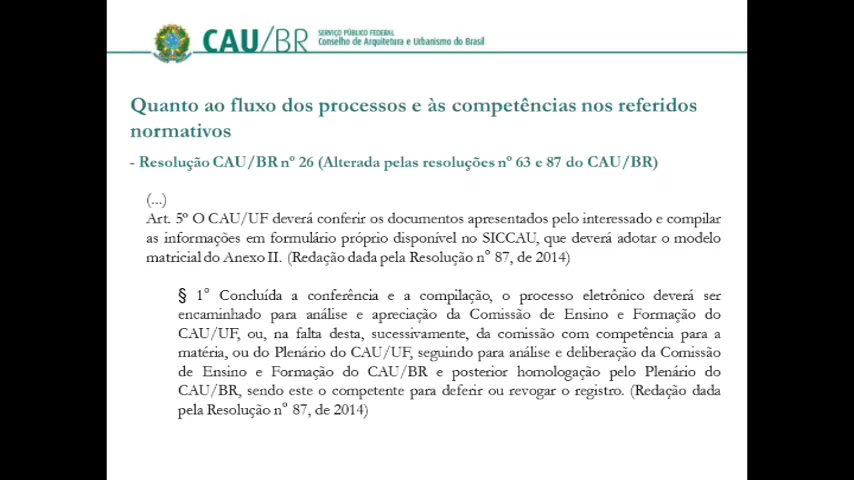 CAU/BR
SERVIÇO PÚBLICO FEDERAL
Conselho de Arquitetura e Urbanismo do Brasil
Quanto ao fluxo dos processos e às competências nos referidos
normativos
- Resolução CAU/BR nº 26 (Alterada pelas resoluções nº 63 e 87 do CAU/BR)
(...)
Art. 5º O CAU/UF deverá conferir os documentos apresentados pelo interessado e compilar
as informações em formulário próprio disponível no SICCAU, que deverá adotar o modelo
matricial do Anexo II. (Redação dada pela Resolução n° 87, de 2014)
§ 1° Concluída a conferência e a compilação, o processo eletrônico deverá ser
encaminhado para análise e apreciação da Comissão de Ensino e Formação do
CAU/UF, ou, na falta desta, sucessivamente, da comissão com competência para a
matéria, ou do Plenário do CAU/UF, seguindo para análise e deliberação da Comissão
de Ensino e Formação do CAU/BR e posterior homologação pelo Plenário do
CAU/BR, sendo este o competente para deferir ou revogar o registro. (Redação dada
pela Resolução n° 87, de 2014)